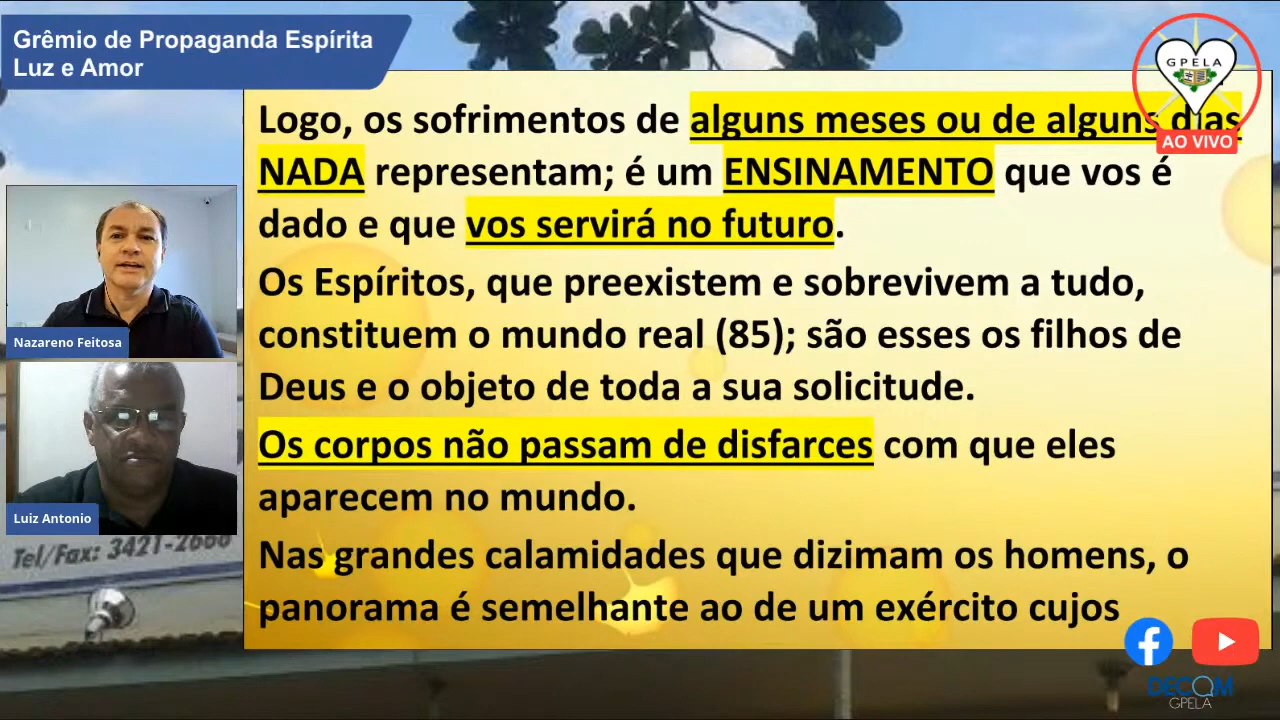 Grêmio de Propaganda Espírita
Luz e Amor
GPELA
AO VIVO
Logo, os sofrimentos de alguns meses ou de alguns dias
NADA representam; é um ENSINAMENTO que vos é
dado e que vos servirá no futuro.
Os Espíritos, que preexistem e sobrevivem a tudo,
constituem o mundo real (85); são esses os filhos de
Deus e o objeto de toda a sua solicitude.
Os corpos não passam de disfarces com que eles
aparecem no mundo.
Nas grandes calamidades que dizimam os homens, o
panorama é semelhante ao de um exército cujos
Nazareno Feitosa
Luiz Antonio
Tel/Fax: 3421-2666
DECOM
GPELA